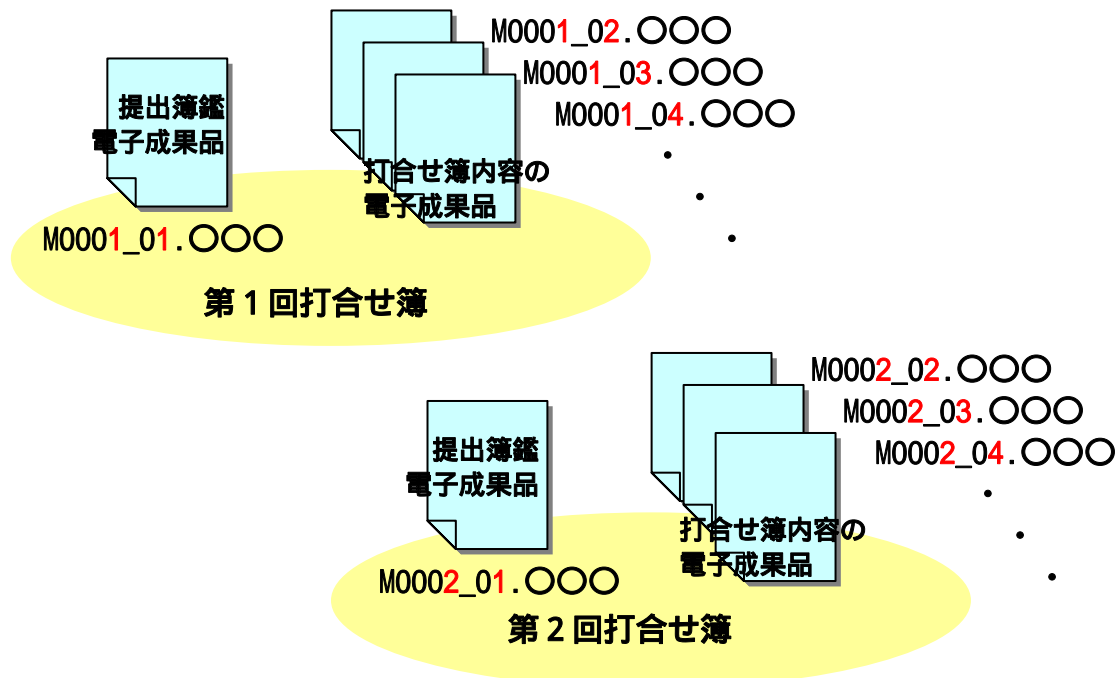 M0001_02.○○○
M0001_03.○○○
M0001_04.○○○
提出簿鑑
電子成果品
打合せ簿内容の
電子成果品
M0001_01.○○○
第1回打合せ簿
M0002_02.○○○
M0002_03.○○○
M0002_04.○○○
提出簿鑑
電子成果品
打合せ簿内容の
電子成果品
M0002_01.○○○
第2回打合せ簿